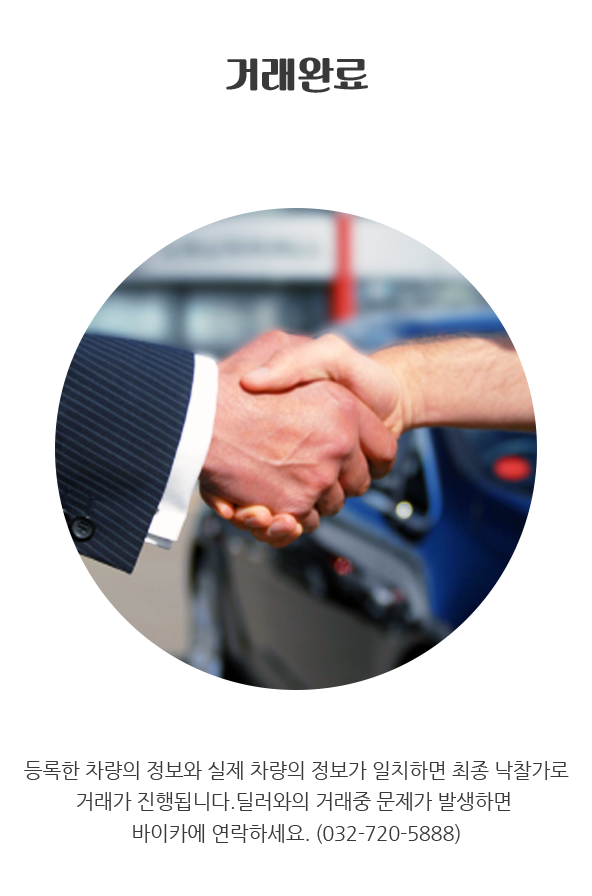 거래완료
등록한 차량의 정보와 실제 차량의 정보가 일치하면 최종 낙찰가로
거래가 진행됩니다.딜러와의 거래중 문제가 발생하면
바이카에 연락하세요. (032-720-5888)